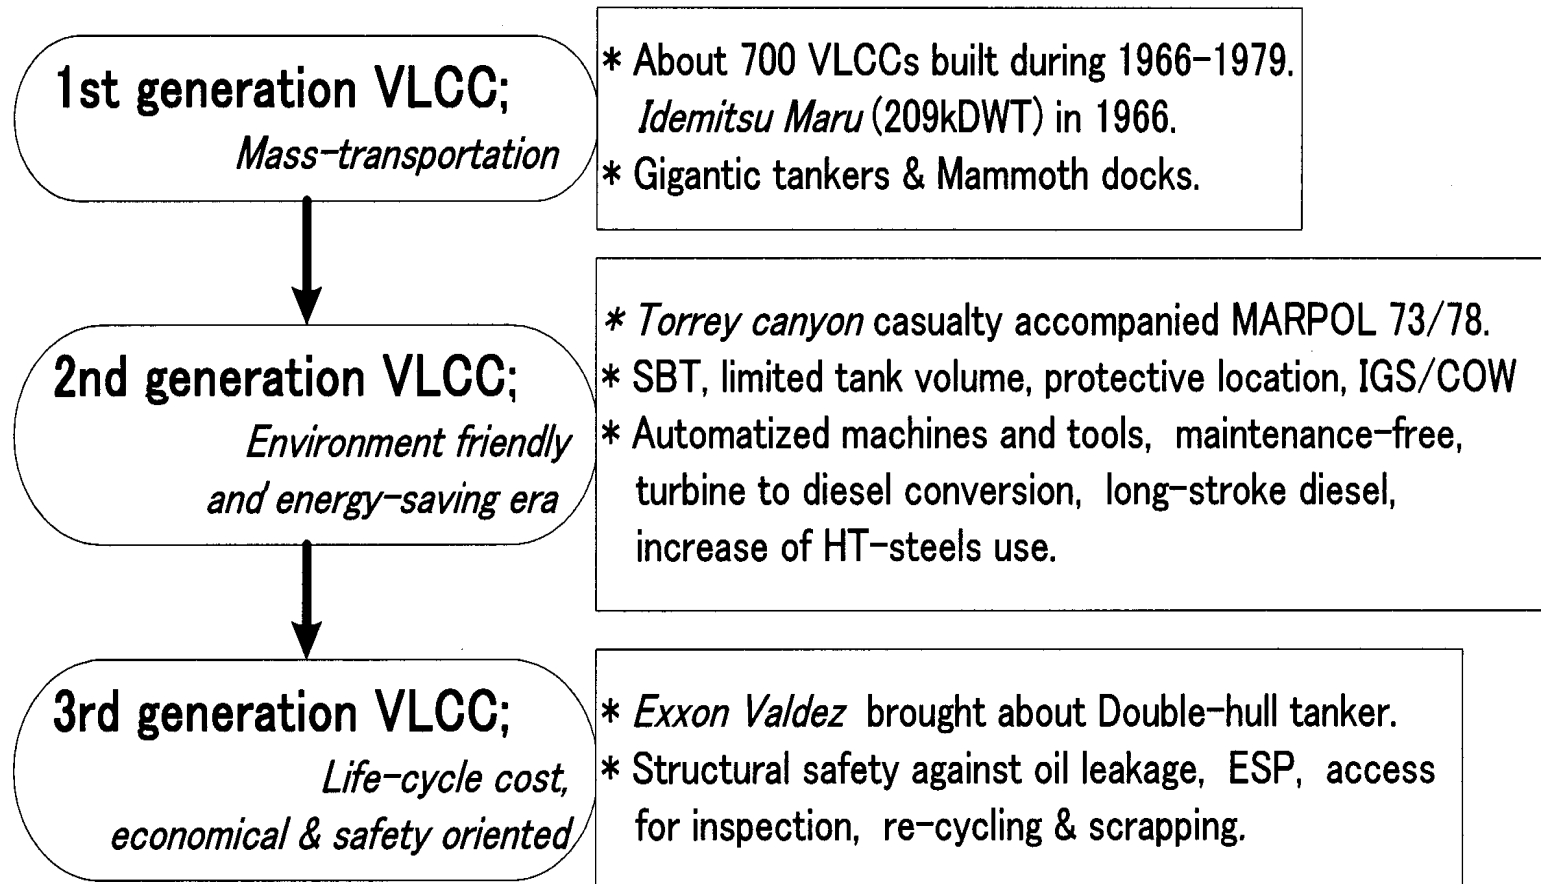 1st generation VLCC;
Mass-transportation
* About 700 VLCCs built during 1966-1979.
Idemitsu Maru (209kDWT) in 1966.
* Gigantic tankers & Mammoth docks.
2nd generation VLCC;
Environment friendly
and energy-saving era
* Torrey canyon casualty accompanied MARPOL 73/78.
* SBT, limited tank volume, protective location, IGS/COW
* Automatized machines and tools, maintenance-free,
turbine to diesel conversion, long-stroke diesel,
increase of HT-steels use.
3rd generation VLCC;
Life-cycle cost,
economical & safety oriented
* Exxon Valdez brought about Double-hull tanker.
* Structural safety against oil leakage, ESP, access
for inspection, re-cycling & scrapping.